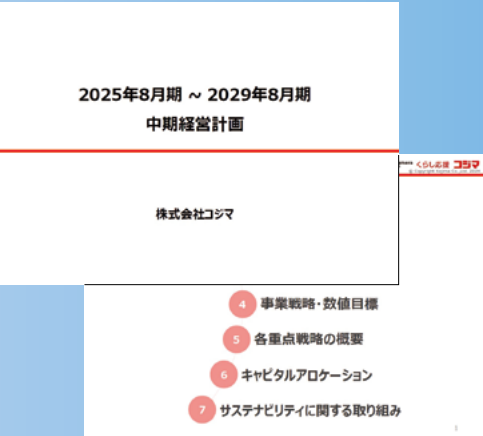 2025年8月期 ~ 2029年8月期
中期経営計画
くらし応援 コジマ
株式会社コジマ
4 事業戦略・数値目標
5 各重点戦略の概要
6 キャピタルアロケーション
7 サステナビリティに関する取り組み